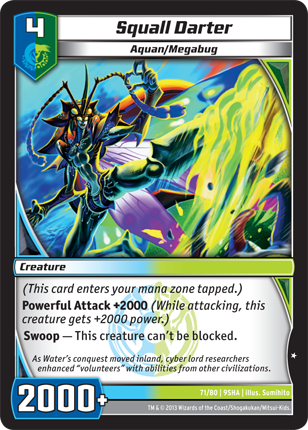 4
Squall Darter
Aquan/Megabug
Creature
(This card enters your mana zone tapped.)
Powerful Attack +2000 (While attacking, this
creature gets +2000 power.)
Swoop — This creature can't be blocked.
As Water's conquest moved inland, cyber lord researchers
enhanced "volunteers" with abilities from other civilizations.
2000+
71/80 | 9SHA | illus. Sumihito
TM & © 2013 Wizards of the Coast/Shogakukan/Mitsui-Kids.